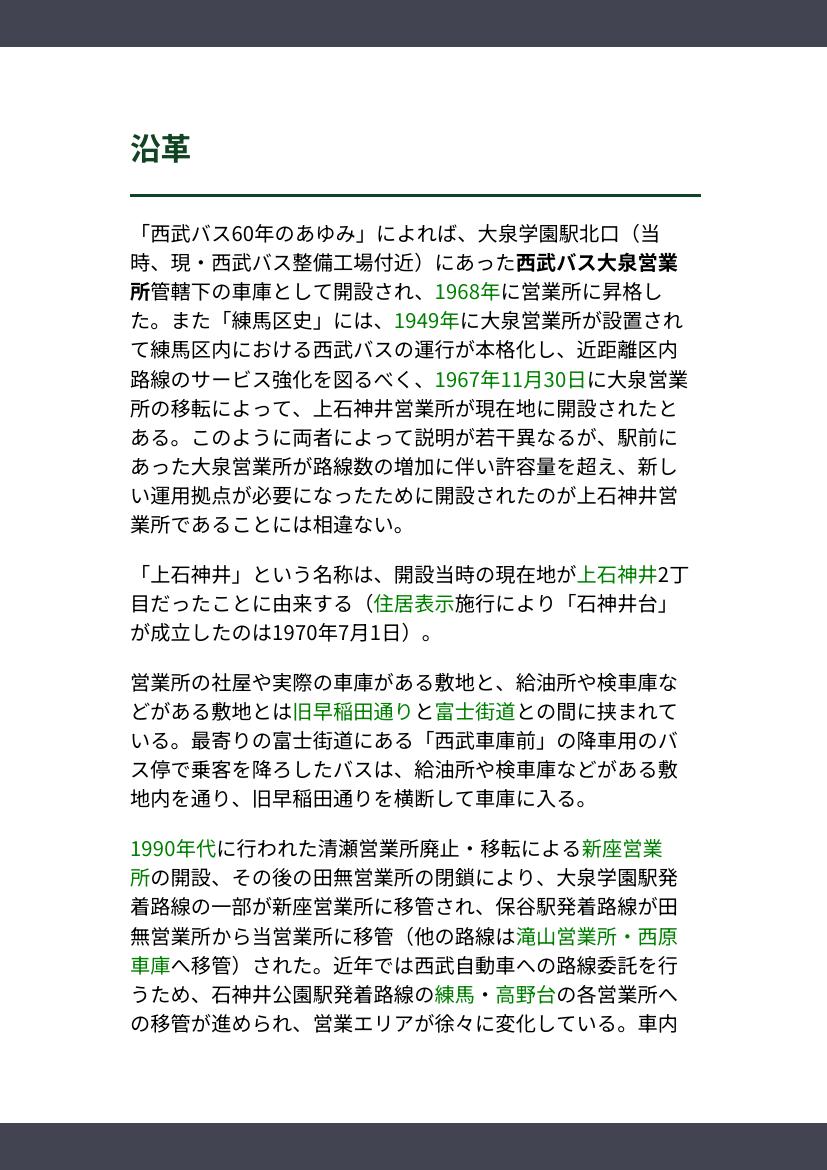 沿革
「西武バス60年のあゆみ」によれば、大泉学園駅北口（当
時、現・西武バス整備工場付近）にあった西武バス大泉営業
所管轄下の車庫として開設され、1968年に営業所に昇格し
た。また「練馬区史」には、1949年に大泉営業所が設置され
て練馬区内における西武バスの運行が本格化し、近距離区内
路線のサービス強化を図るべく、1967年11月30日に大泉営業
所の移転によって、上石神井営業所が現在地に開設されたと
ある。このように両者によって説明が若干異なるが、駅前に
あった大泉営業所が路線数の増加に伴い許容量を超え、新し
い運用拠点が必要になったために開設されたのが上石神井営
業所であることには相違ない。
「上石神井」という名称は、開設当時の現在地が上石神井2丁
目だったことに由来する（住居表示施行により「石神井台」
が成立したのは1970年7月1日）。
営業所の社屋や実際の車庫がある敷地と、給油所や検車庫な
どがある敷地とは旧早稲田通りと富士街道との間に挟まれて
いる。最寄りの富士街道にある「西武車庫前」の降車用のバ
ス停で乗客を降ろしたバスは、給油所や検車庫などがある敷
地内を通り、旧早稲田通りを横断して車庫に入る。
1990年代に行われた清瀬営業所廃止・移転による新座営業
所の開設、その後の田無営業所の閉鎖により、大泉学園駅発
着路線の一部が新座営業所に移管され、保谷駅発着路線が田
無営業所から当営業所に移管（他の路線は滝山営業所・西原
車庫へ移管）された。近年では西武自動車への路線委託を行
うため、石神井公園駅発着路線の練馬・高野台の各営業所へ
の移管が進められ、営業エリアが徐々に変化している。車内